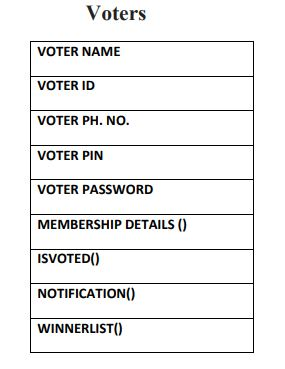 Voters
VOTER NAME
VOTER ID
VOTER PH. NO.
VOTER PIN
VOTER PASSWORD
MEMBERSHIP DETAILS ()
ISVOTED()
NOTIFICATION()
WINNERLIST()